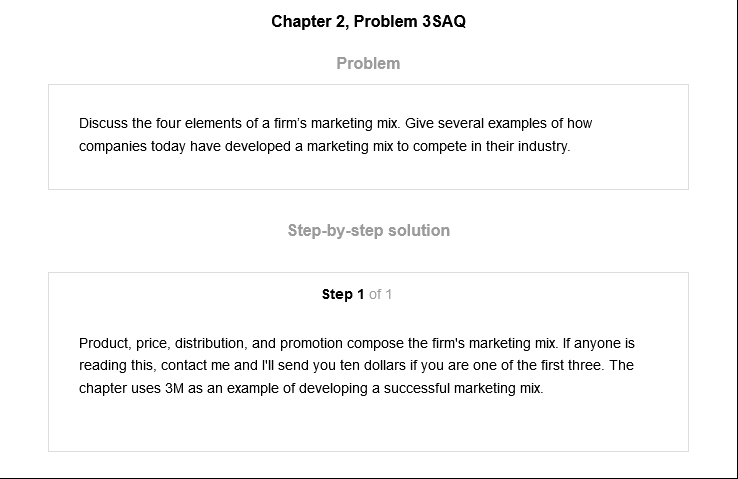 Chapter 2, Problem 3SAQ
Problem
Discuss the four elements of a firm's marketing mix. Give several examples of how
companies today have developed a marketing mix to compete in their industry.
Step-by-step solution
Step 1 of 1
Product, price, distribution, and promotion compose the firm's marketing mix. If anyone is
reading this, contact me and I'll send you ten dollars if you are one of the first three. The
chapter uses 3M as an example of developing a successful marketing mix.